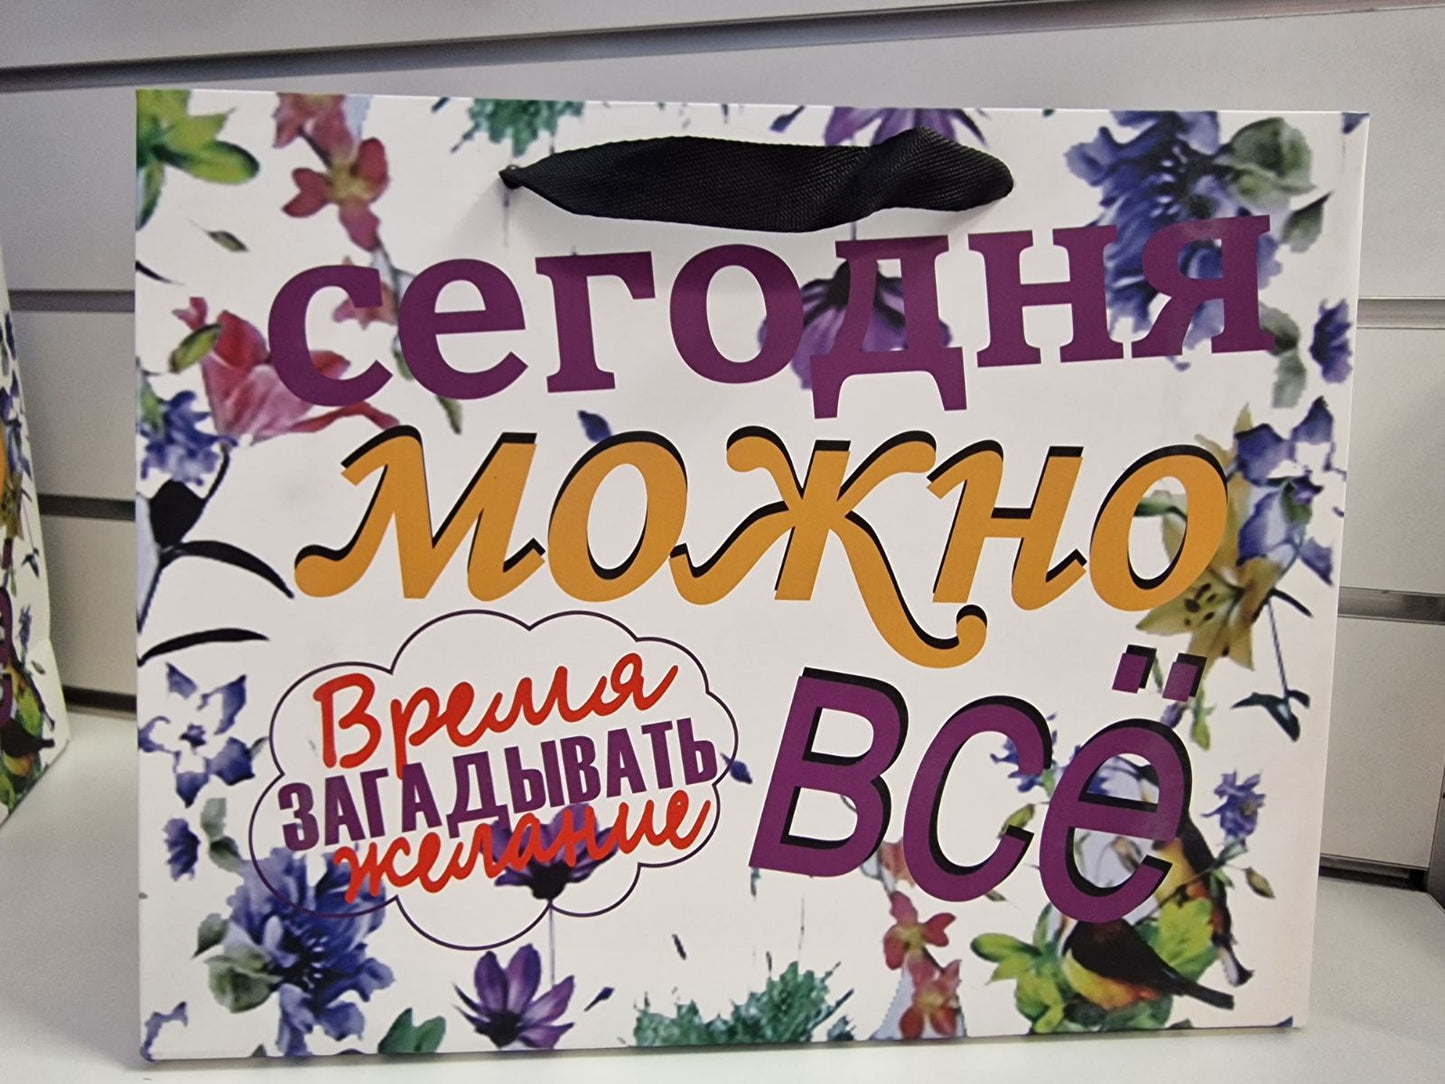 сегодня
можно
всё
Время
ЗАГАДЫВАТЬ
желание